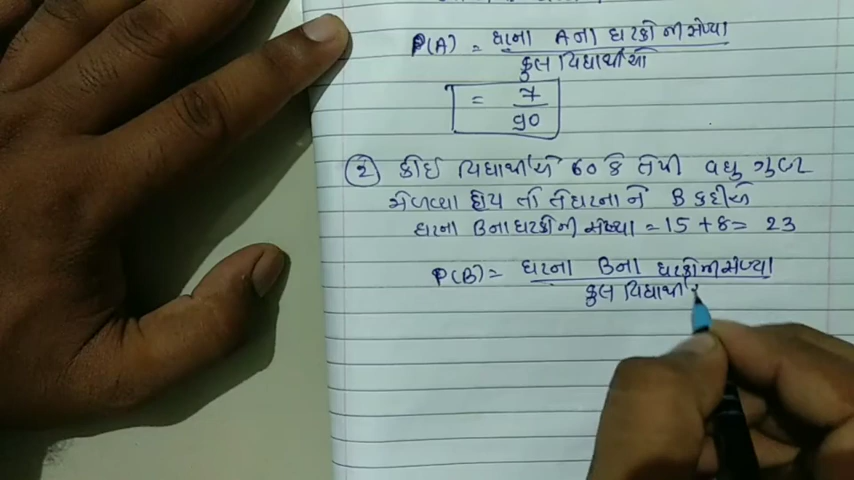 P(A) = ઘટના A ના ઘટકોની સંખ્યા
કુલ વિદ્યાર્થીઓ
= 7
90
(2) કોઈ વિદ્યાર્થીએ 60 કે તેથી વધુ ગુણ
મેળવ્યા હોય તો તે ઘટનાને B કહીએ
ઘટના B ના ઘટકોની સંખ્યા = 15 + 8 = 23
P(B) = ઘટના B ના ઘટકોની સંખ્યા
કુલ વિદ્યાર્થી